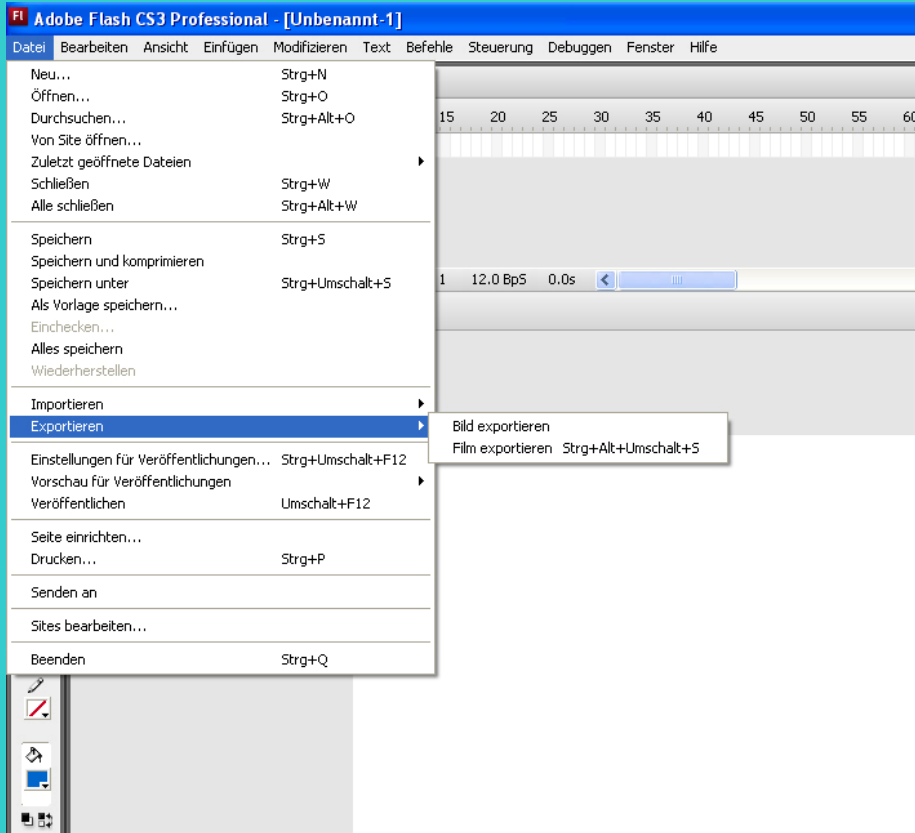 Fl Adobe Flash CS3 Professional - [Unbenannt-1]
Datei Bearbeiten Ansicht Einfügen Modifizieren Text Befehle Steuerung Debuggen Fenster Hilfe
Neu... Strg+N
Öffnen... Strg+O
Durchsuchen... Strg+Alt+O
15 20 25 30 35 40 45 50 55 60
Von Site öffnen...
Zuletzt geöffnete Dateien
Schließen Strg+W
Alle schließen Strg+Alt+W
Speichern Strg+S
Speichern und komprimieren
Speichern unter Strg+Umschalt+S
1 12.0 BpS 0.0s
Als Vorlage speichern...
Einchecken...
Alles speichern
Wiederherstellen
Importieren
Exportieren
Bild exportieren
Film exportieren Strg+Alt+Umschalt+S
Einstellungen für Veröffentlichungen... Strg+Umschalt+F12
Vorschau für Veröffentlichungen
Veröffentlichen Umschalt+F12
Seite einrichten...
Drucken... Strg+P
Senden an
Sites bearbeiten...
Beenden Strg+Q